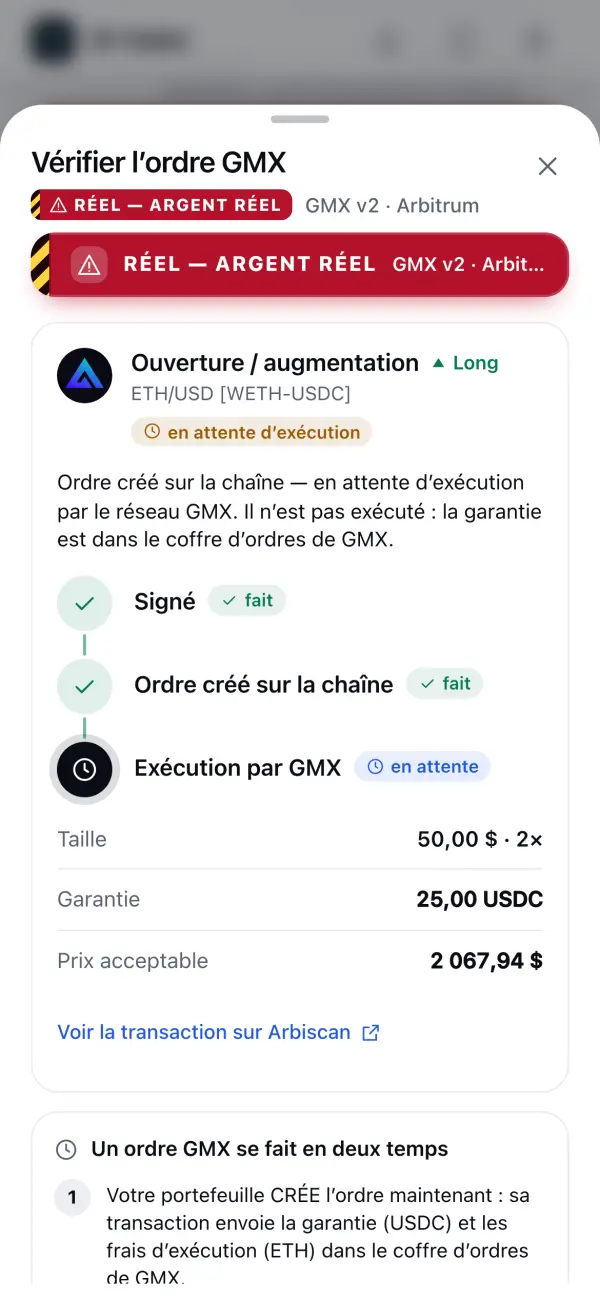 Vérifier l’ordre GMX
RÉEL — ARGENT RÉEL GMX v2 · Arbitrum
RÉEL — ARGENT RÉEL GMX v2 · Arbit...
Ouverture / augmentation Long
ETH/USD [WETH-USDC]
en attente d’exécution
Ordre créé sur la chaîne — en attente d’exécution
par le réseau GMX. Il n’est pas exécuté : la garantie
est dans le coffre d’ordres de GMX.
Signé fait
Ordre créé sur la chaîne fait
Exécution par GMX en attente
Taille 50,00 $ · 2×
Garantie 25,00 USDC
Prix acceptable 2 067,94 $
Voir la transaction sur Arbiscan
Un ordre GMX se fait en deux temps
1 Votre portefeuille CRÉE l’ordre maintenant : sa
transaction envoie la garantie (USDC) et les
frais d’exécution (ETH) dans le coffre d’ordres
de GMX.